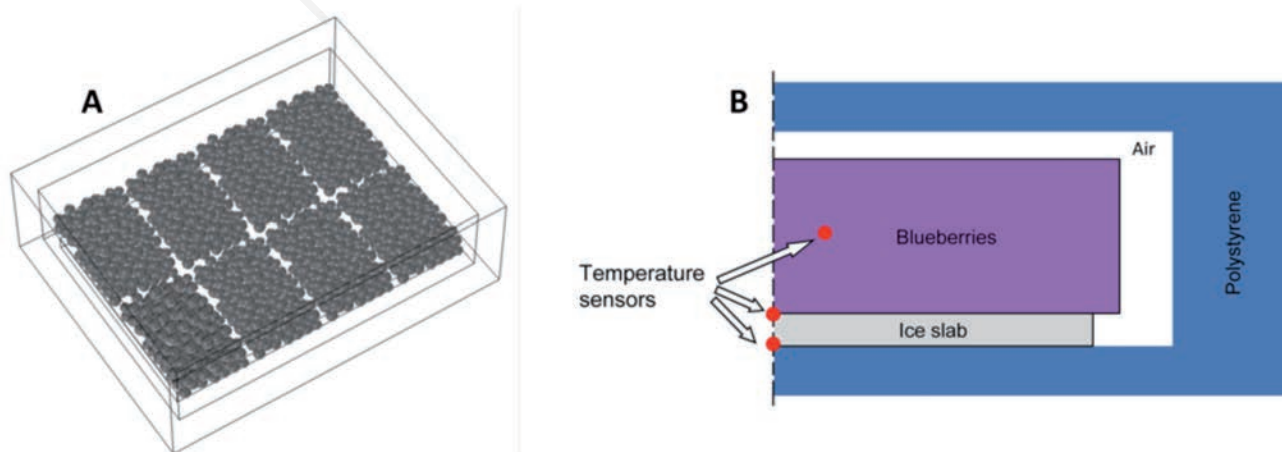 A
B
Air
Blueberries
Polystyrene
Temperature
sensors
Ice slab